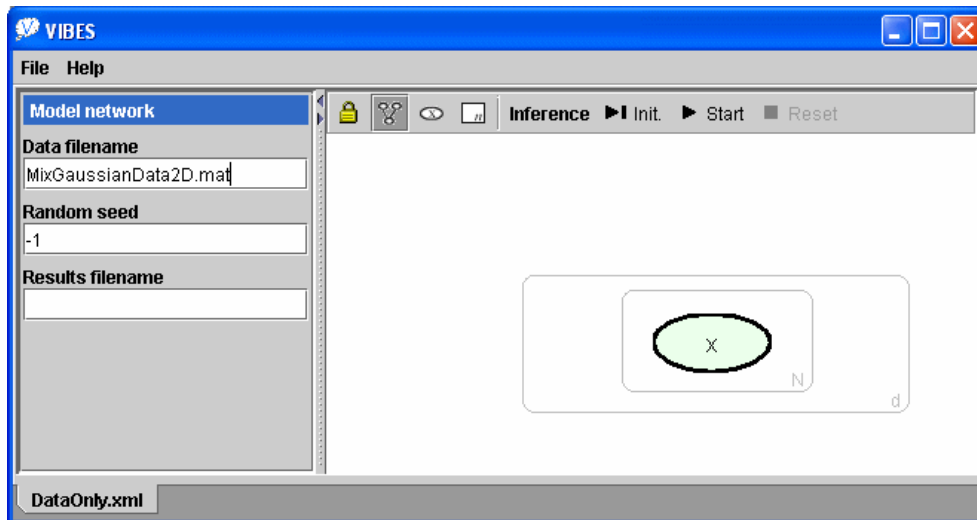 VIBES
File Help
Model network
Data filename
MixGaussianData2D.mat
Random seed
-1
Results filename
x n Inference Init. Start Reset
x
N
d
DataOnly.xml